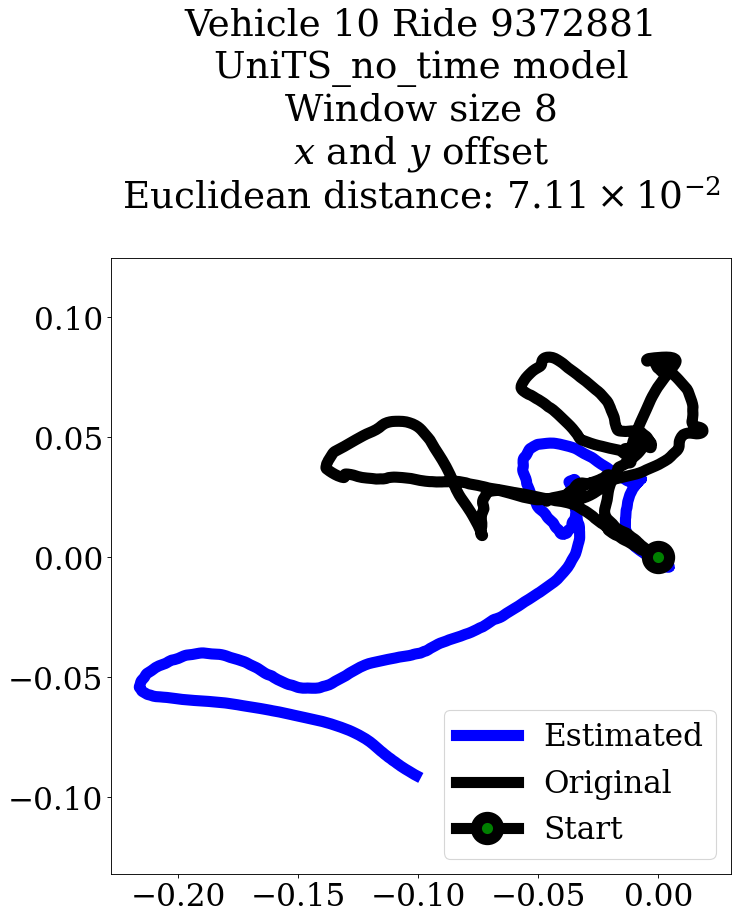 Vehicle 10 Ride 9372881
UniTS_no_time model
Window size 8
x and y offset
Euclidean distance: 7.11 × 10⁻²
0.10
0.05
0.00
−0.05
−0.10
Estimated
Original
Start
−0.20 −0.15 −0.10 −0.05 0.00